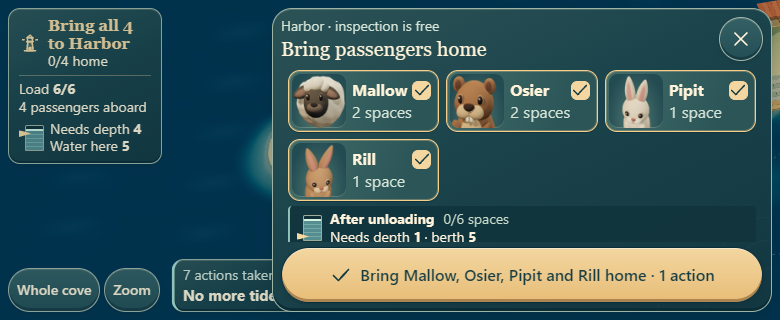 Bring all 4
to Harbor
0/4 home
Load 6/6
4 passengers aboard
Needs depth 4
Water here 5
Harbor · inspection is free
Bring passengers home
Mallow
2 spaces
Osier
2 spaces
Pipit
1 space
Rill
1 space
After unloading 0/6 spaces
Needs depth 1 · berth 5
Bring Mallow, Osier, Pipit and Rill home · 1 action
Whole cove
Zoom
7 actions taken
No more tide